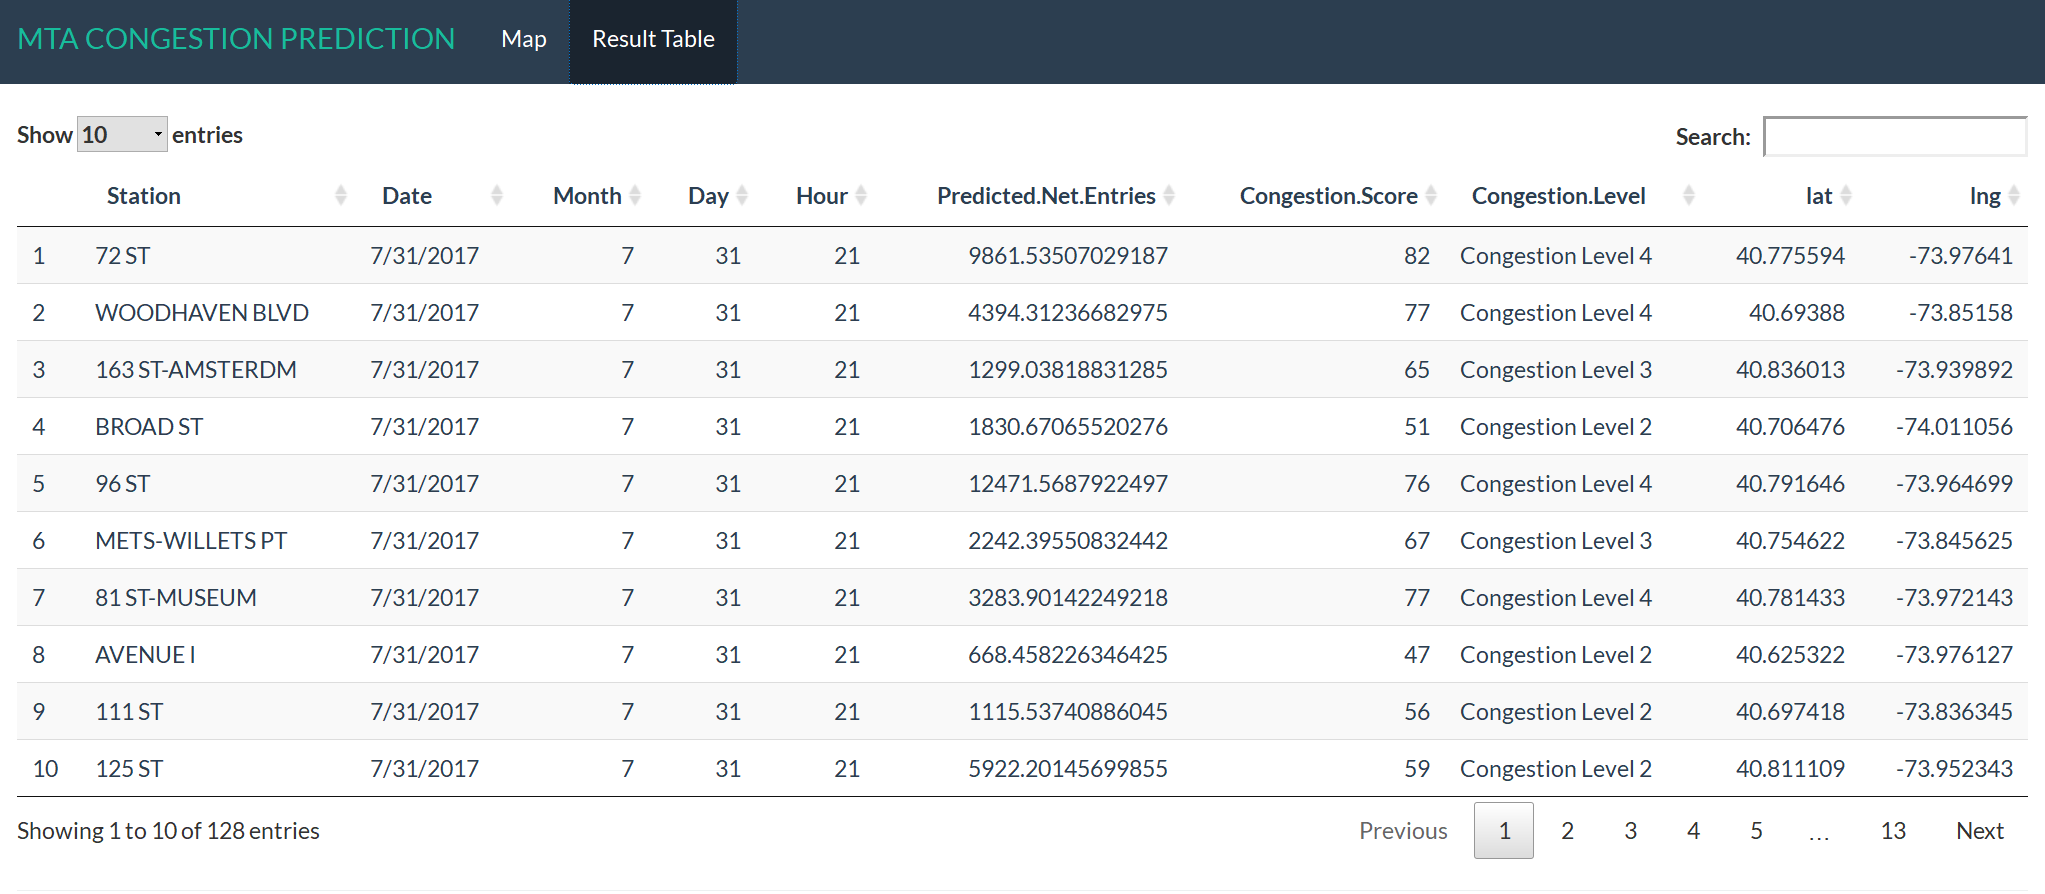 MTA CONGESTION PREDICTION Map Result Table
Show 10 entries Search:
Station Date Month Day Hour Predicted.Net.Entries Congestion.Score Congestion.Level lat lng
1 72 ST 7/31/2017 7 31 21 9861.53507029187 82 Congestion Level 4 40.775594 -73.97641
2 WOODHAVEN BLVD 7/31/2017 7 31 21 4394.31236682975 77 Congestion Level 4 40.69388 -73.85158
3 163 ST-AMSTERDM 7/31/2017 7 31 21 1299.03818831285 65 Congestion Level 3 40.836013 -73.939892
4 BROAD ST 7/31/2017 7 31 21 1830.67065520276 51 Congestion Level 2 40.706476 -74.011056
5 96 ST 7/31/2017 7 31 21 12471.5687922497 76 Congestion Level 4 40.791646 -73.964699
6 METS-WILLETS PT 7/31/2017 7 31 21 2242.39550832442 67 Congestion Level 3 40.754622 -73.845625
7 81 ST-MUSEUM 7/31/2017 7 31 21 3283.90142249218 77 Congestion Level 4 40.781433 -73.972143
8 AVENUE I 7/31/2017 7 31 21 668.458226346425 47 Congestion Level 2 40.625322 -73.976127
9 111 ST 7/31/2017 7 31 21 1115.53740886045 56 Congestion Level 2 40.697418 -73.836345
10 125 ST 7/31/2017 7 31 21 5922.20145699855 59 Congestion Level 2 40.811109 -73.952343
Showing 1 to 10 of 128 entries Previous 1 2 3 4 5 … 13 Next